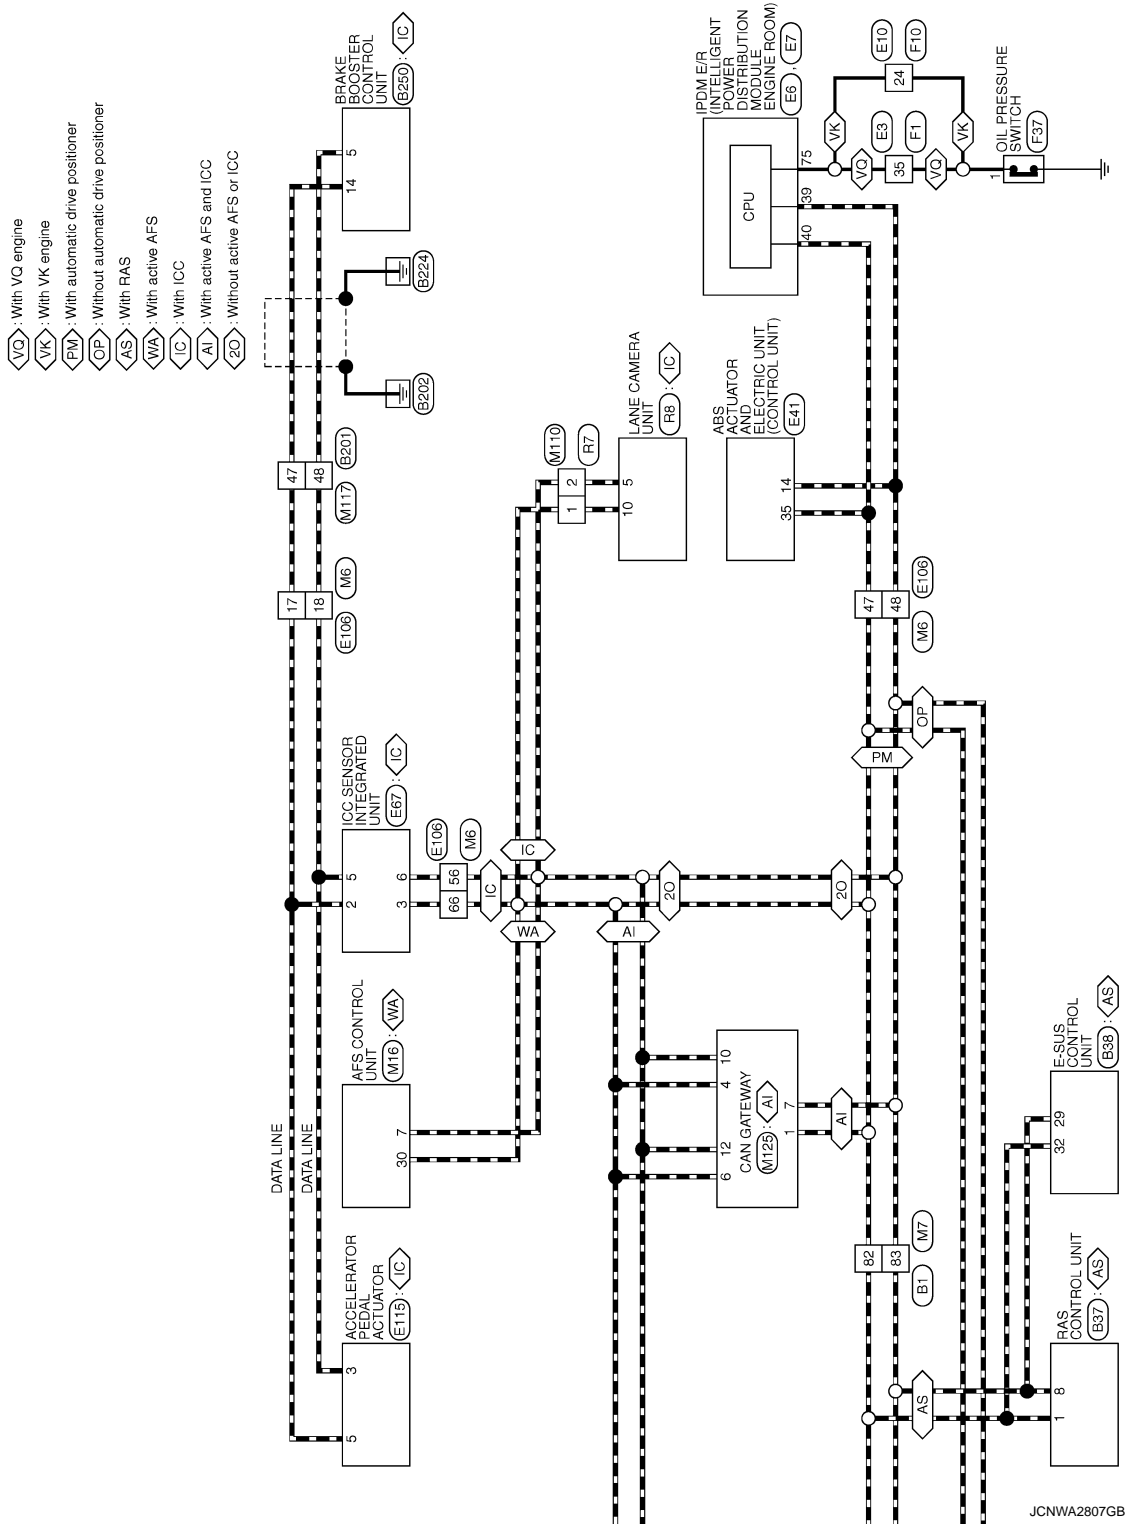 VQ : With VQ engine
VK : With VK engine
PM : With automatic drive positioner
OP : Without automatic drive positioner
AS : With RAS
WA : With active AFS
IC : With ICC
AI : With active AFS and ICC
2O : Without active AFS or ICC
DATA LINE
DATA LINE
ACCELERATOR
PEDAL
ACTUATOR
E115 : IC
5
3
AFS CONTROL
UNIT
M16 : WA
30
7
ICC SENSOR
INTEGRATED
UNIT
E67 : IC
2
5
3
6
66
56
E106
M6
IC
17
18
E106
M6
47
48
M117
B201
B202
B224
BRAKE
BOOSTER
CONTROL
UNIT
B250 : IC
14
5
WA
IC
1
2
M110
R7
LANE CAMERA
UNIT
R8 : IC
10
5
AI
2O
2O
CAN GATEWAY
M125 : AI
6
12
4
10
1
7
AI
ABS
ACTUATOR
AND
ELECTRIC UNIT
(CONTROL UNIT)
E41
35
14
IPDM E/R
(INTELLIGENT
POWER
DISTRIBUTION
MODULE
ENGINE ROOM)
E6 , E7
CPU
40
39
75
VQ
35
VQ
E3
F1
VK
24
VK
E10
F10
OIL PRESSURE
SWITCH
F37
1
82
83
B1
M7
PM
OP
47
48
M6
E106
AS
RAS
CONTROL UNIT
B37 : AS
1
8
E-SUS
CONTROL
UNIT
B38 : AS
32
29
JCNWA2807GB